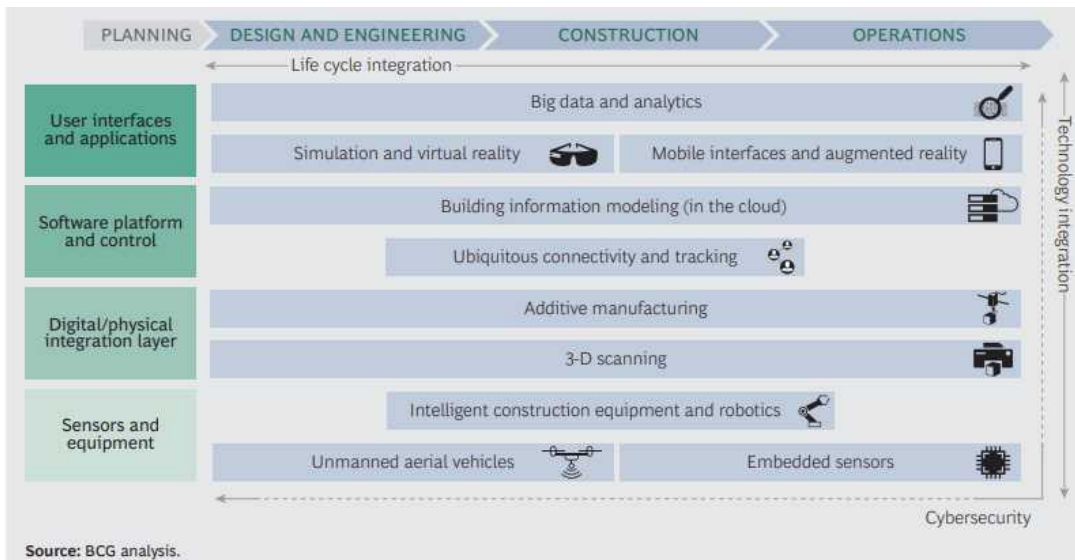 PLANNING
DESIGN AND ENGINEERING
CONSTRUCTION
OPERATIONS
Life cycle integration
User interfaces
and applications
Big data and analytics
Simulation and virtual reality
Mobile interfaces and augmented reality
Software platform
and control
Building information modeling (in the cloud)
Ubiquitous connectivity and tracking
Digital/physical
integration layer
Additive manufacturing
3-D scanning
Sensors and
equipment
Intelligent construction equipment and robotics
Unmanned aerial vehicles
Embedded sensors
Technology integration
Cybersecurity
Source: BCG analysis.